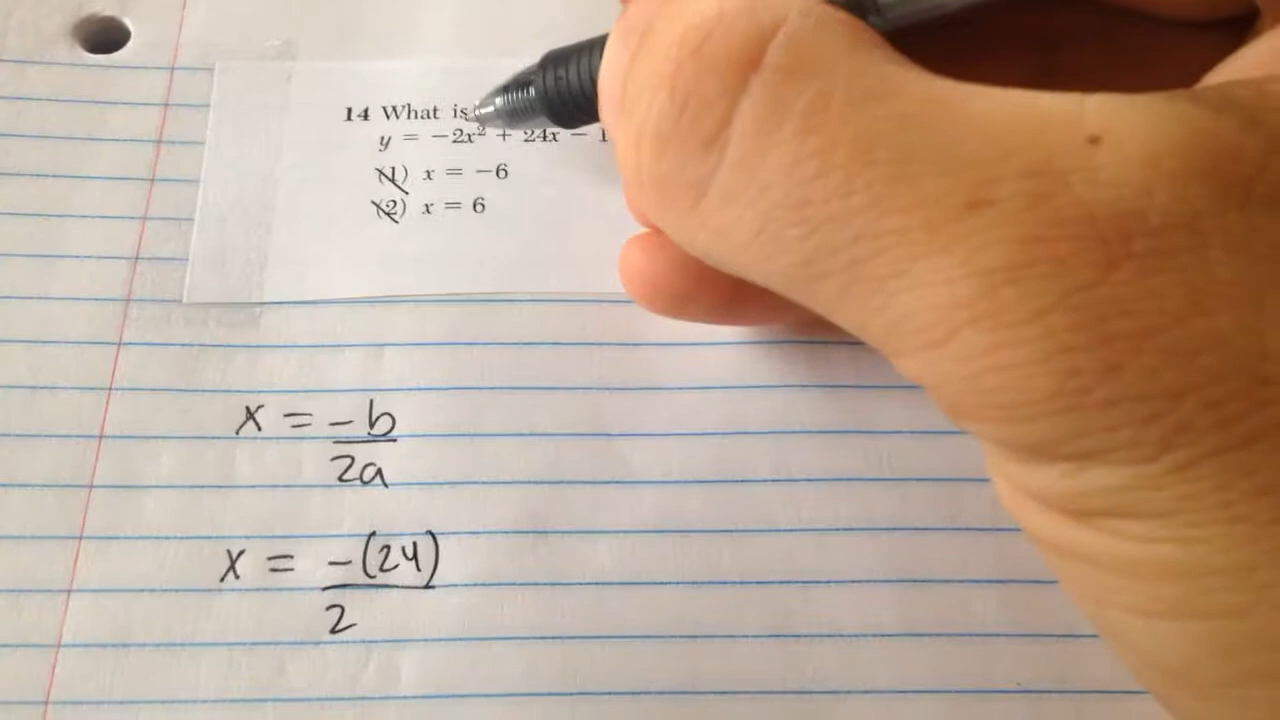 14 What is
y = −2x² + 24x −
(1) x = −6
(2) x = 6
x = -b
2a
x = -(24)
2